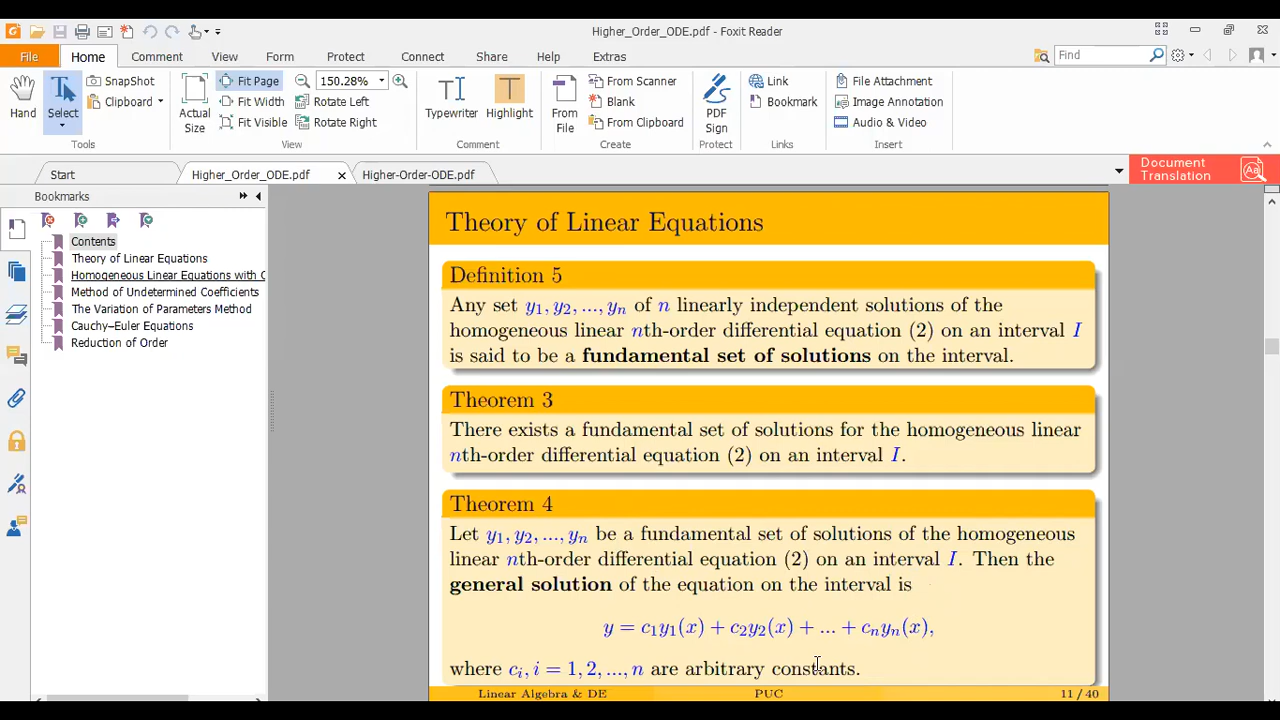 Higher_Order_ODE.pdf - Foxit Reader
File Home Comment View Form Protect Connect Share Help Extras Find
Hand Select SnapShot Clipboard Actual Size Fit Page Fit Width Fit Visible 150.28% Rotate Left Rotate Right Typewriter Highlight From File From Scanner Blank From Clipboard PDF Sign Link Bookmark File Attachment Image Annotation Audio & Video
Tools View Comment Create Protect Links Insert
Start Higher_Order_ODE.pdf Higher-Order-ODE.pdf Document Translation
Bookmarks
Contents
Theory of Linear Equations
Homogeneous Linear Equations with C
Method of Undetermined Coefficients
The Variation of Parameters Method
Cauchy–Euler Equations
Reduction of Order
Theory of Linear Equations
Definition 5
Any set y₁, y₂, ..., yₙ of n linearly independent solutions of the
homogeneous linear nth-order differential equation (2) on an interval I
is said to be a fundamental set of solutions on the interval.
Theorem 3
There exists a fundamental set of solutions for the homogeneous linear
nth-order differential equation (2) on an interval I.
Theorem 4
Let y₁, y₂, ..., yₙ be a fundamental set of solutions of the homogeneous
linear nth-order differential equation (2) on an interval I. Then the
general solution of the equation on the interval is
y = c₁y₁(x) + c₂y₂(x) + ... + cₙyₙ(x),
where cᵢ, i = 1, 2, ..., n are arbitrary constants.
Linear Algebra & DE PUC 11 / 40